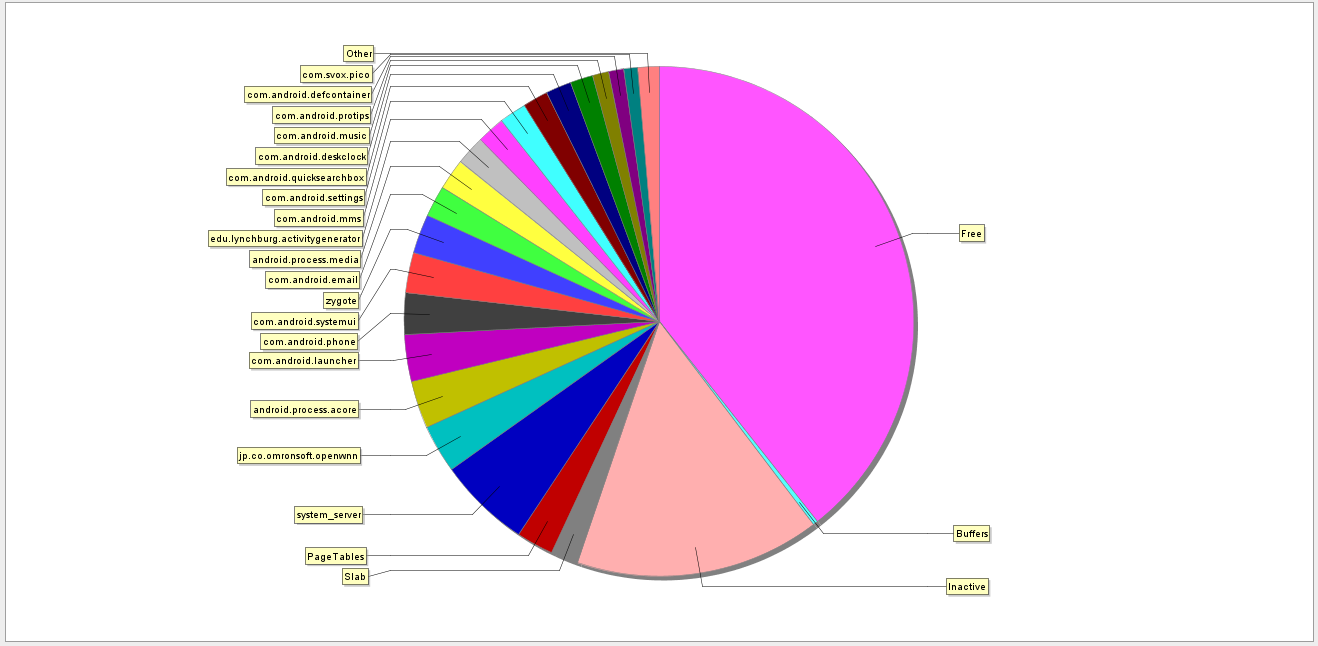 Other
com.svox.pico
com.android.defcontainer
com.android.protips
com.android.music
com.android.deskclock
com.android.quicksearchbox
com.android.settings
com.android.mms
edu.lynchburg.activitygenerator
android.process.media
com.android.email
zygote
com.android.systemui
com.android.phone
com.android.launcher
android.process.acore
jp.co.omronsoft.openwnn
system_server
PageTables
Slab
Free
Buffers
Inactive